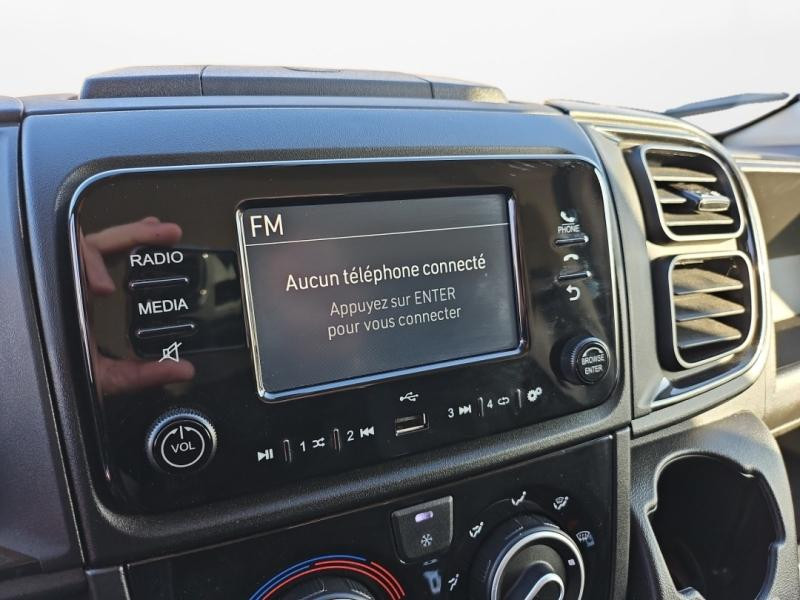 FM
Aucun téléphone connecté
Appuyez sur ENTER
pour vous connecter
RADIO
MEDIA
PHONE
BROWSE
ENTER
VOL
1
2
3
4